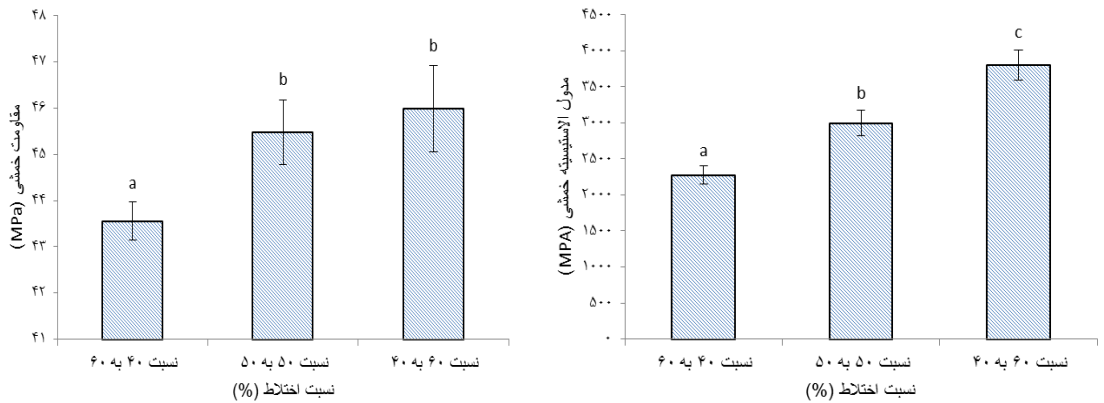 مقاومت خمشی (MPa)
۴۸
۴۷
۴۶
۴۵
۴۴
۴۳
۴۲
۴۱
a
b
b
نسبت ۴۰ به ۶۰
نسبت ۵۰ به ۵۰
نسبت ۶۰ به ۴۰
نسبت اختلاط (%)
مدول الاستیسیته خمشی (MPA)
۴۵۰۰
۴۰۰۰
۳۵۰۰
۳۰۰۰
۲۵۰۰
۲۰۰۰
۱۵۰۰
۱۰۰۰
۵۰۰
۰
a
b
c
نسبت ۴۰ به ۶۰
نسبت ۵۰ به ۵۰
نسبت ۶۰ به ۴۰
نسبت اختلاط (%)